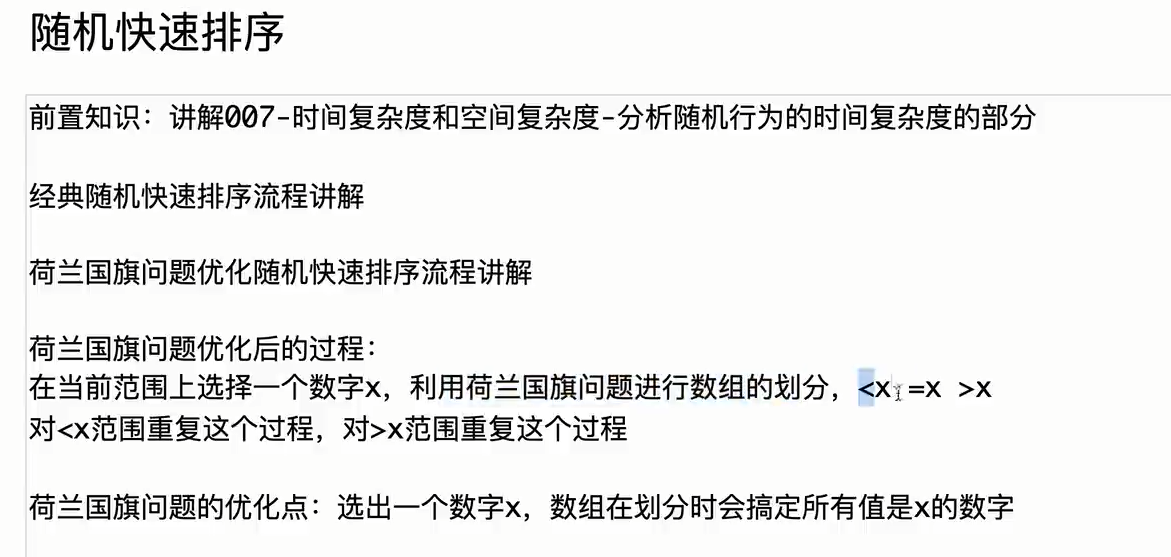 随机快速排序
前置知识：讲解007-时间复杂度和空间复杂度-分析随机行为的时间复杂度的部分
经典随机快速排序流程讲解
荷兰国旗问题优化随机快速排序流程讲解
荷兰国旗问题优化后的过程：
在当前范围上选择一个数字x，利用荷兰国旗问题进行数组的划分，<x =x >x
对<x范围重复这个过程，对>x范围重复这个过程
荷兰国旗问题的优化点：选出一个数字x，数组在划分时会搞定所有值是x的数字